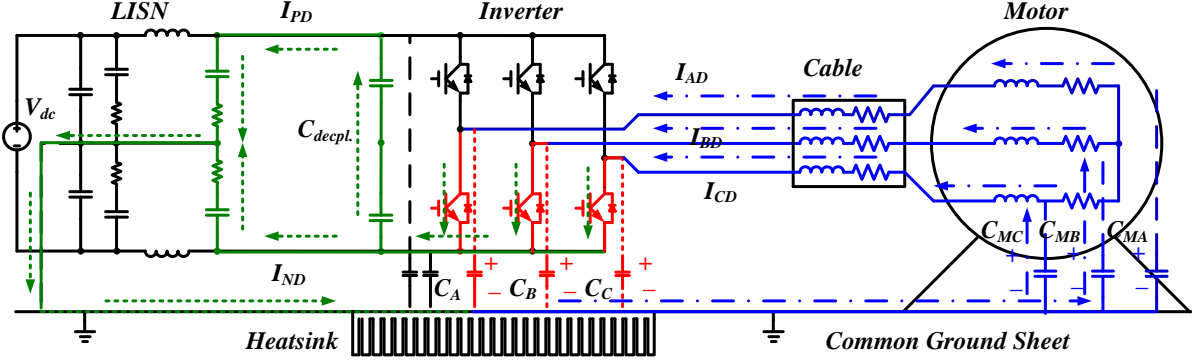 LISN
I_PD
Inverter
Motor
V_dc
C_decpl.
I_AD
Cable
I_BD
I_CD
C_MC
C_MB
C_MA
I_ND
C_A
C_B
C_C
+
−
+
−
+
−
+
−
+
−
+
−
Heatsink
Common Ground Sheet